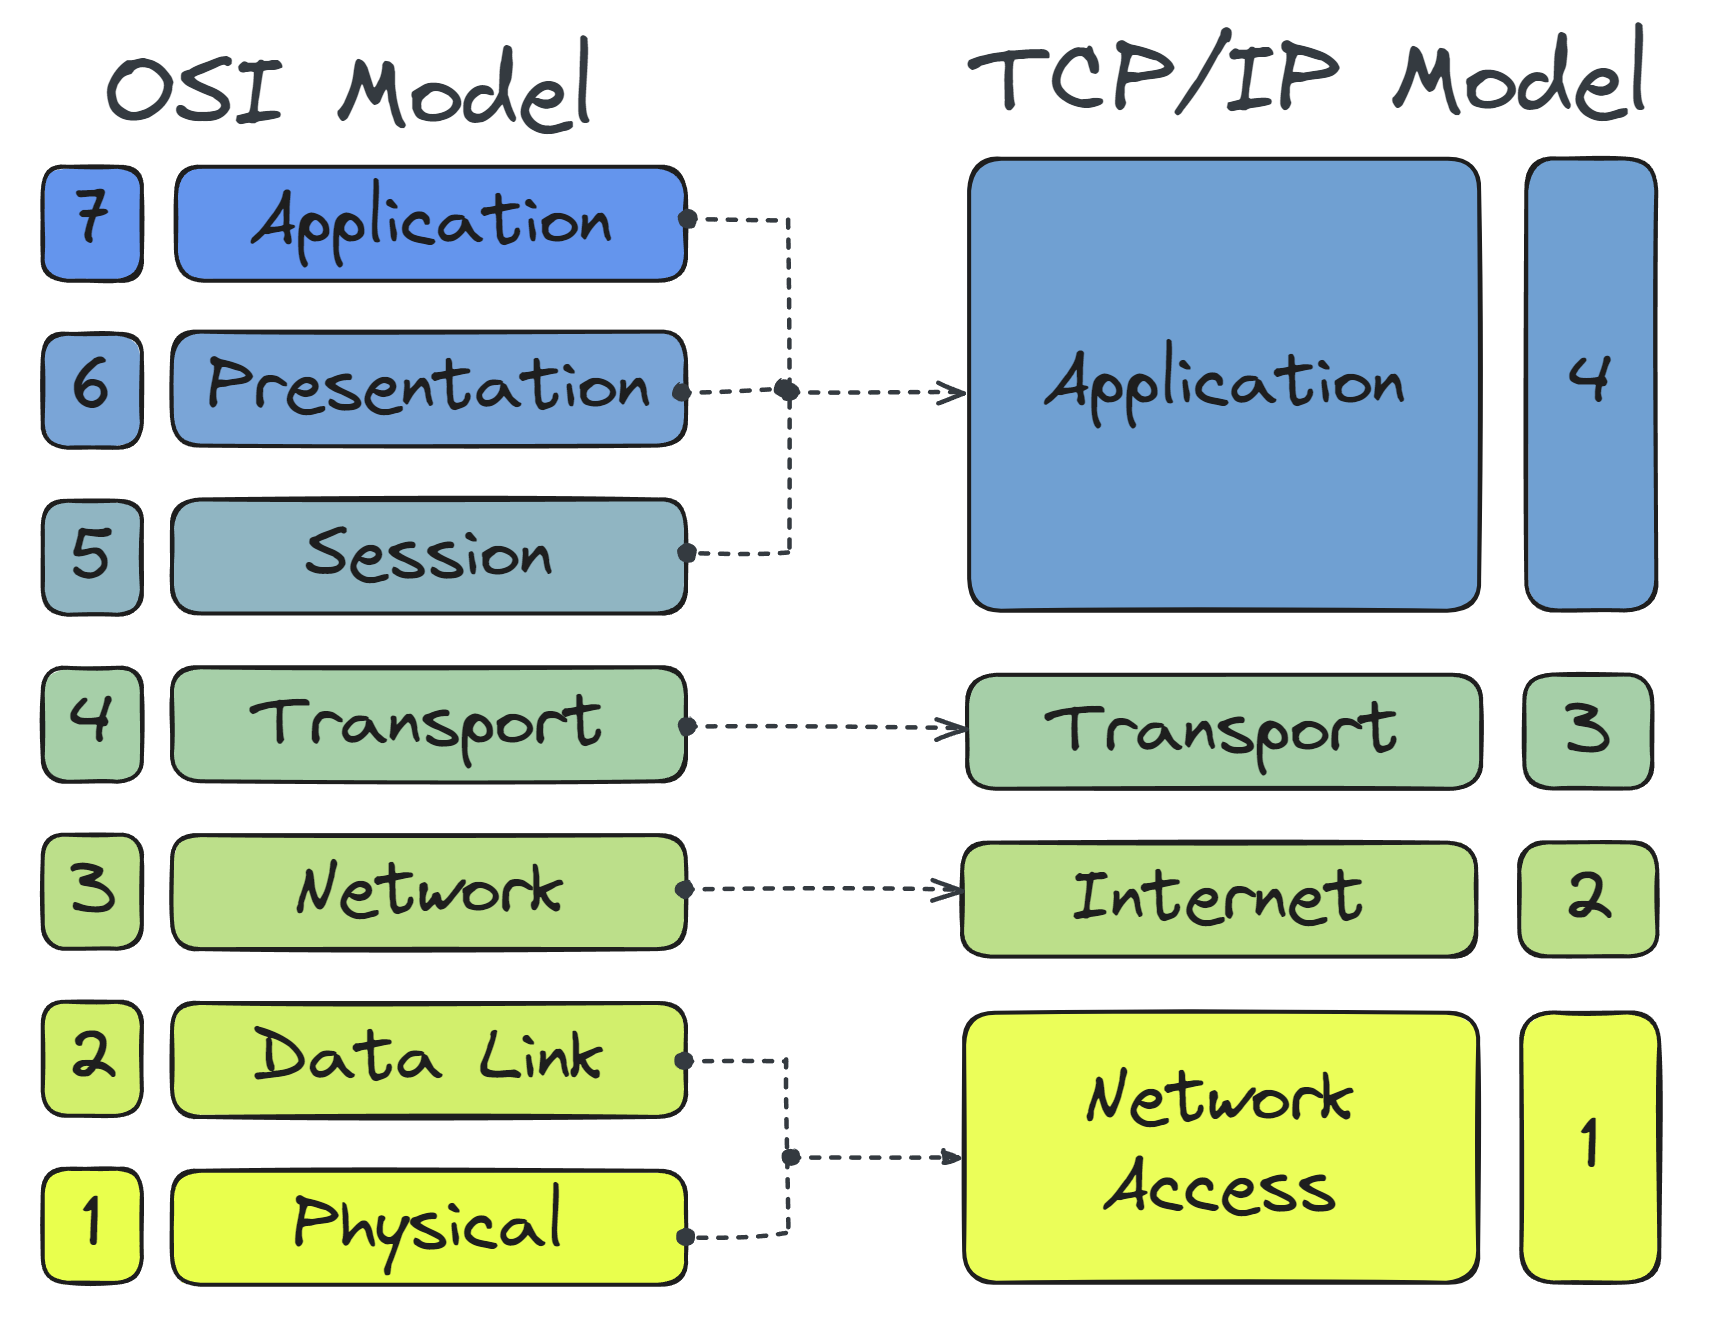 OSI Model
7
Application
6
Presentation
5
Session
4
Transport
3
Network
2
Data Link
1
Physical
TCP/IP Model
Application
4
Transport
3
Internet
2
Network
Access
1